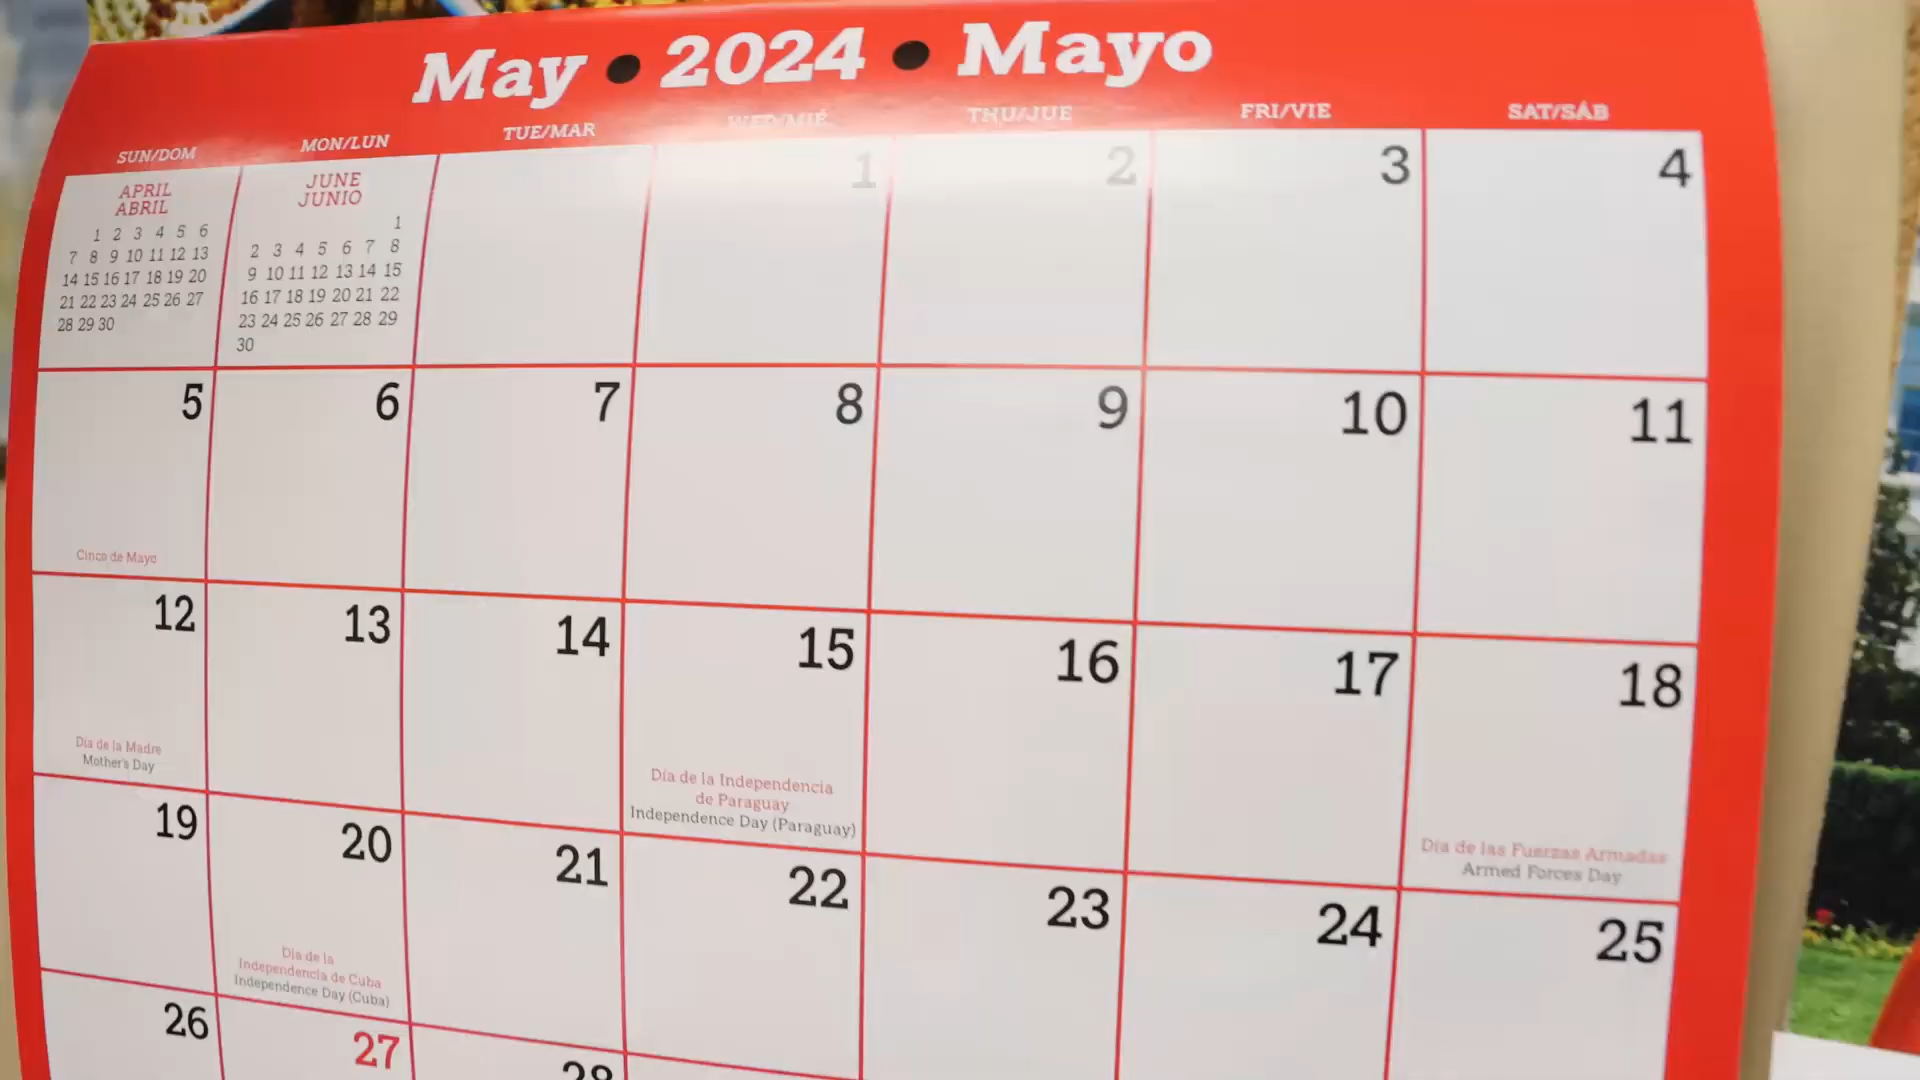 May • 2024 • Mayo
SUN/DOM MON/LUN TUE/MAR WED/MIÉ THU/JUE FRI/VIE SAT/SÁB
APRIL
ABRIL
1 2 3 4 5 6
7 8 9 10 11 12 13
14 15 16 17 18 19 20
21 22 23 24 25 26 27
28 29 30
JUNE
JUNIO
1
2 3 4 5 6 7 8
9 10 11 12 13 14 15
16 17 18 19 20 21 22
23 24 25 26 27 28 29
30
1 2 3 4
5 6 7 8 9 10 11
Cinco de Mayo
12 13 14 15 16 17 18
Día de la Madre
Mother's Day
Día de la Independencia
de Paraguay
Independence Day (Paraguay)
Día de las Fuerzas Armadas
Armed Forces Day
19 20 21 22 23 24 25
Día de la
Independencia de Cuba
Independence Day (Cuba)
26 27 28